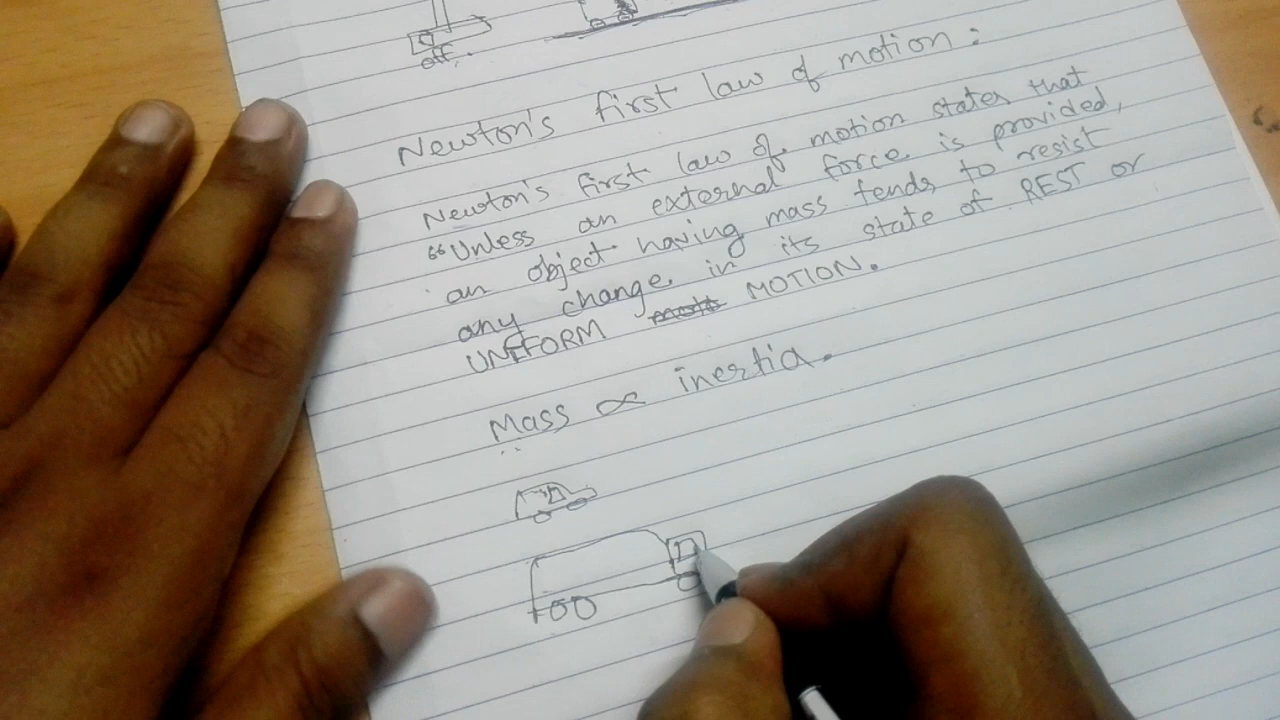 off.
Newton's first law of motion:
Newton's first law of motion states that
"Unless an external force is provided,
an object having mass tends to resist
any change in its state of REST or
UNIFORM MOTION.
Mass ∝ inertia.